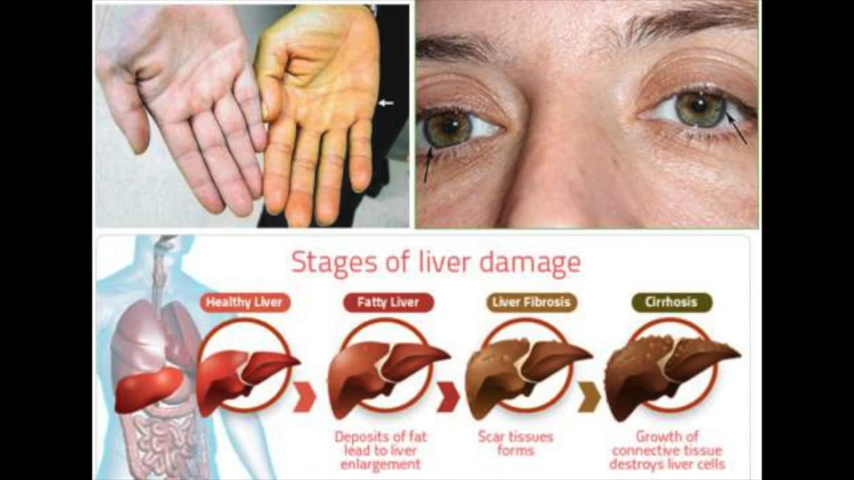 Stages of liver damage
Healthy Liver
Fatty Liver
Liver Fibrosis
Cirrhosis
Deposits of fat
lead to liver
enlargement
Scar tissues
forms
Growth of
connective tissue
destroys liver cells